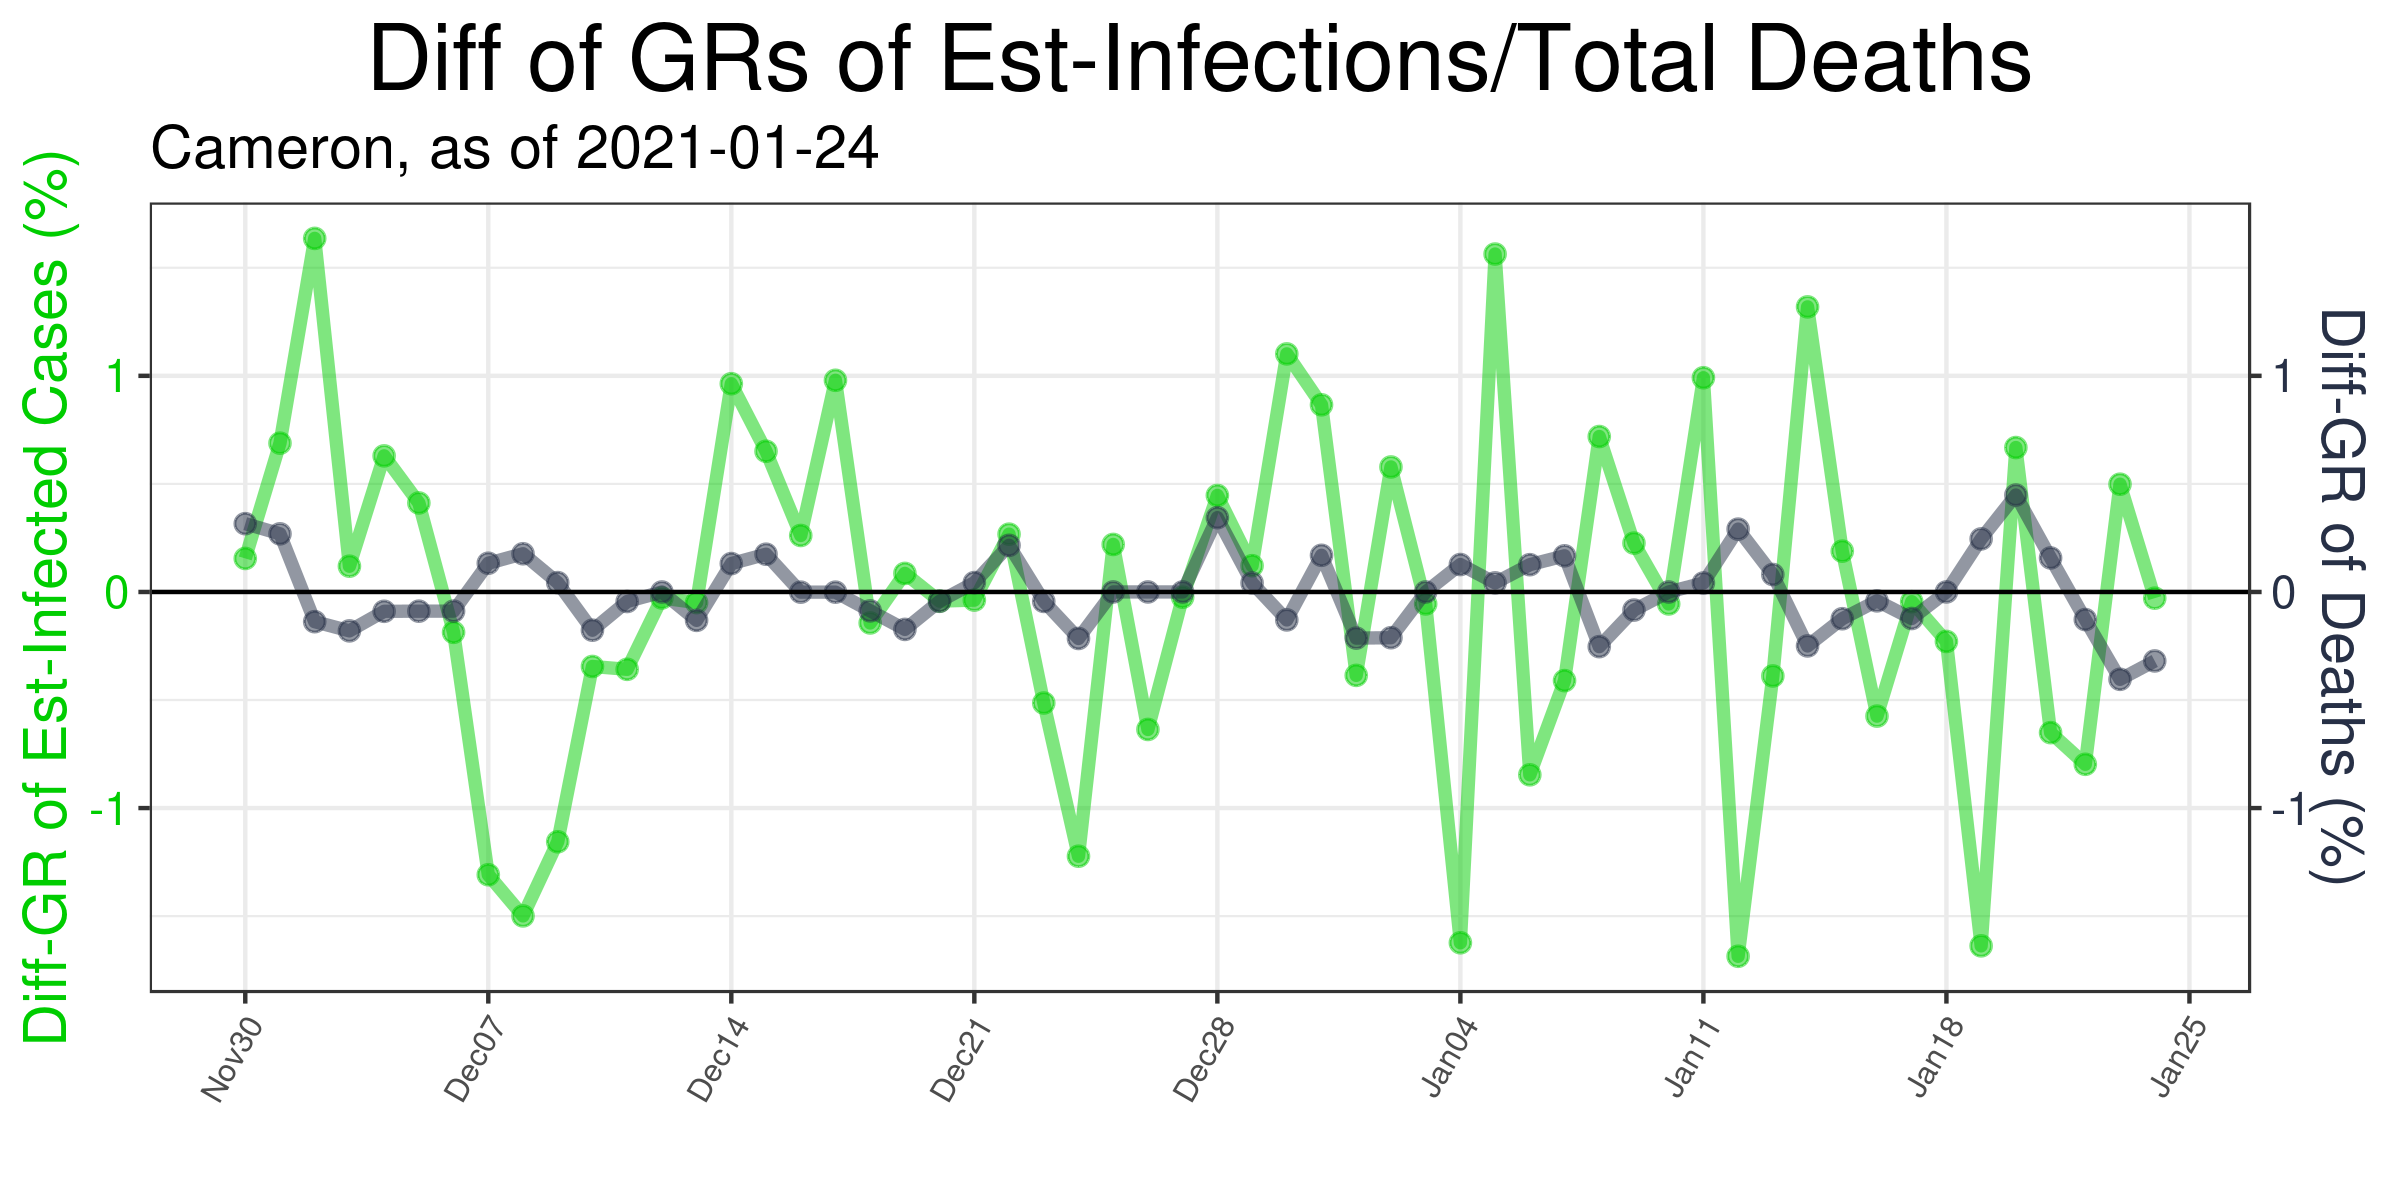 Diff of GRs of Est-Infections/Total Deaths
Cameron, as of 2021-01-24
Diff-GR of Est-Infected Cases (%)
1
0
-1
1
0
-1
Diff-GR of Deaths (%)
Nov30
Dec07
Dec14
Dec21
Dec28
Jan04
Jan11
Jan18
Jan25